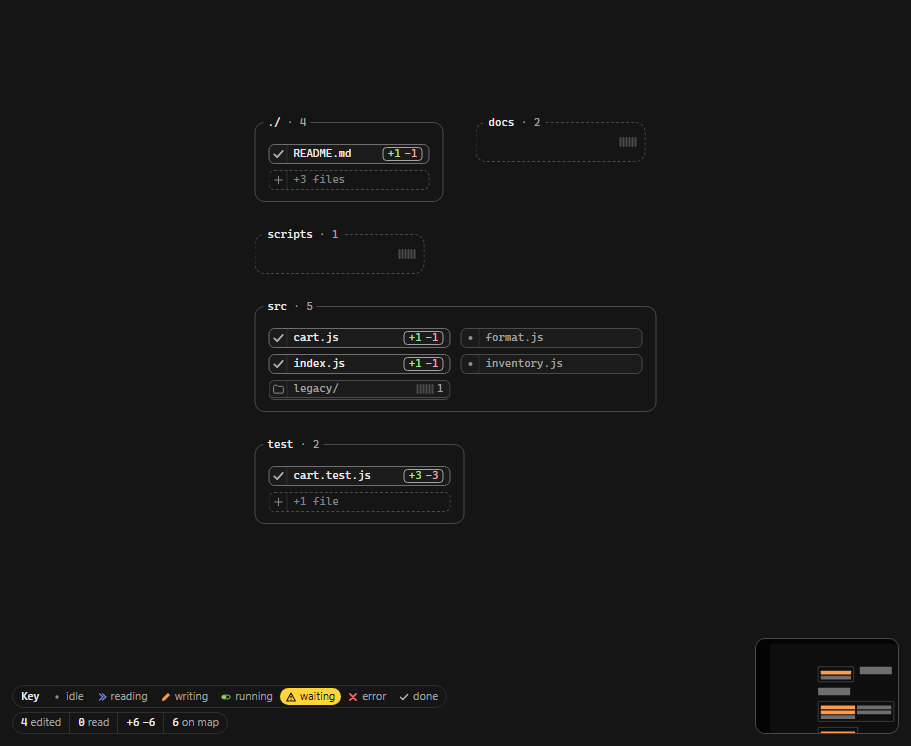 ./ · 4
docs · 2
README.md +1 −1
+ +3 files
scripts · 1
src · 5
cart.js +1 −1
format.js
index.js +1 −1
inventory.js
legacy/ 1
test · 2
cart.test.js +3 −3
+ +1 file
Key idle reading writing running waiting error done
4 edited 0 read +6 −6 6 on map